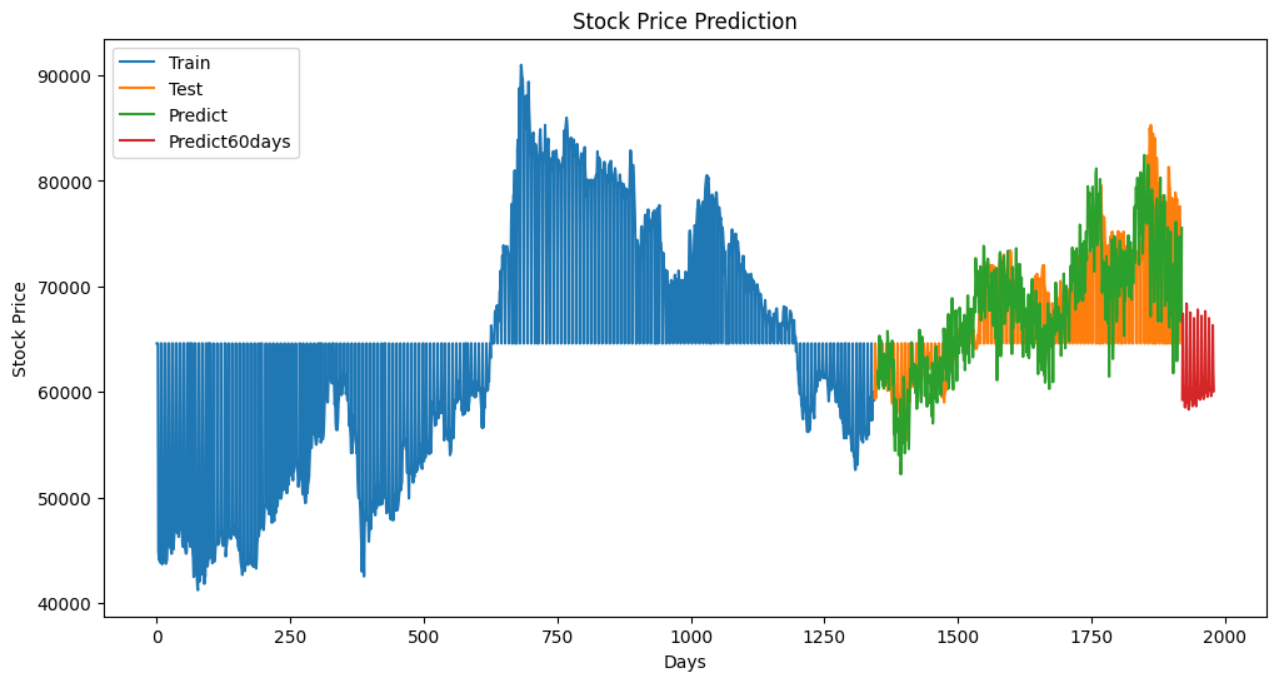 Stock Price Prediction
Train
Test
Predict
Predict60days
90000
80000
70000
60000
50000
40000
Stock Price
0 250 500 750 1000 1250 1500 1750 2000
Days